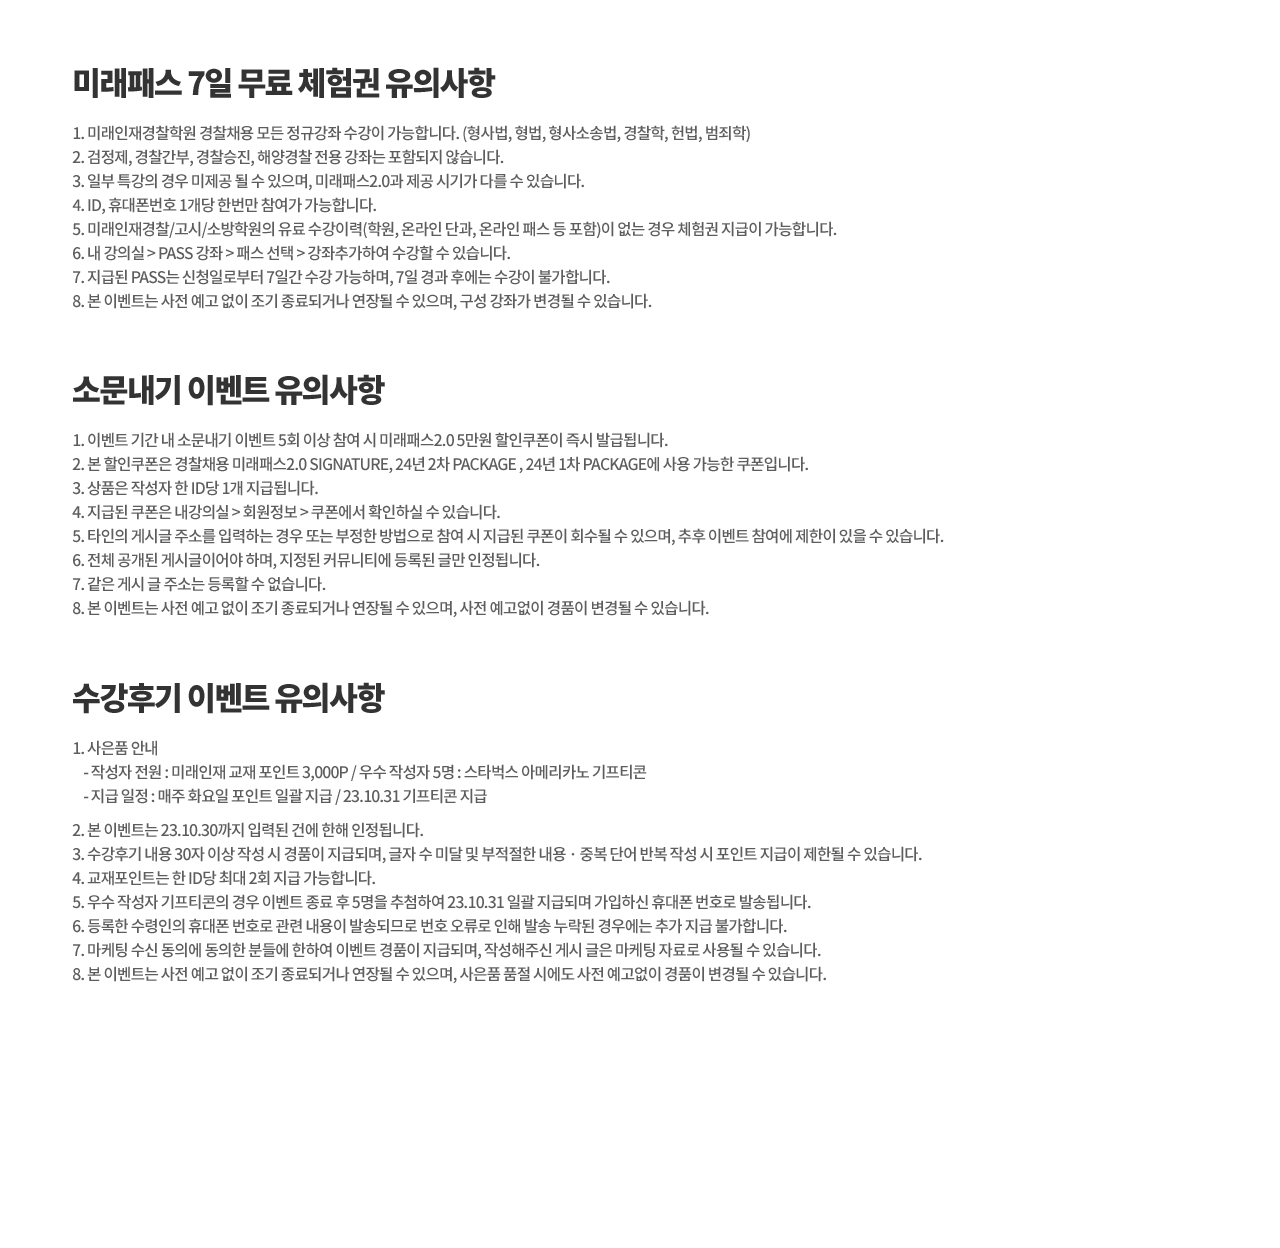 미래패스 7일 무료 체험권 유의사항
1. 미래인재경찰학원 경찰채용 모든 정규강좌 수강이 가능합니다. (형사법, 형법, 형사소송법, 경찰학, 헌법, 범죄학)
2. 검정제, 경찰간부, 경찰승진, 해양경찰 전용 강좌는 포함되지 않습니다.
3. 일부 특강의 경우 미제공 될 수 있으며, 미래패스2.0과 제공 시기가 다를 수 있습니다.
4. ID, 휴대폰번호 1개당 한번만 참여가 가능합니다.
5. 미래인재경찰/고시/소방학원의 유료 수강이력(학원, 온라인 단과, 온라인 패스 등 포함)이 없는 경우 체험권 지급이 가능합니다.
6. 내 강의실 > PASS 강좌 > 패스 선택 > 강좌추가하여 수강할 수 있습니다.
7. 지급된 PASS는 신청일로부터 7일간 수강 가능하며, 7일 경과 후에는 수강이 불가합니다.
8. 본 이벤트는 사전 예고 없이 조기 종료되거나 연장될 수 있으며, 구성 강좌가 변경될 수 있습니다.
소문내기 이벤트 유의사항
1. 이벤트 기간 내 소문내기 이벤트 5회 이상 참여 시 미래패스2.0 5만원 할인쿠폰이 즉시 발급됩니다.
2. 본 할인쿠폰은 경찰채용 미래패스2.0 SIGNATURE, 24년 2차 PACKAGE , 24년 1차 PACKAGE에 사용 가능한 쿠폰입니다.
3. 상품은 작성자 한 ID당 1개 지급됩니다.
4. 지급된 쿠폰은 내강의실 > 회원정보 > 쿠폰에서 확인하실 수 있습니다.
5. 타인의 게시글 주소를 입력하는 경우 또는 부정한 방법으로 참여 시 지급된 쿠폰이 회수될 수 있으며, 추후 이벤트 참여에 제한이 있을 수 있습니다.
6. 전체 공개된 게시글이어야 하며, 지정된 커뮤니티에 등록된 글만 인정됩니다.
7. 같은 게시 글 주소는 등록할 수 없습니다.
8. 본 이벤트는 사전 예고 없이 조기 종료되거나 연장될 수 있으며, 사전 예고없이 경품이 변경될 수 있습니다.
수강후기 이벤트 유의사항
1. 사은품 안내
- 작성자 전원 : 미래인재 교재 포인트 3,000P / 우수 작성자 5명 : 스타벅스 아메리카노 기프티콘
- 지급 일정 : 매주 화요일 포인트 일괄 지급 / 23.10.31 기프티콘 지급
2. 본 이벤트는 23.10.30까지 입력된 건에 한해 인정됩니다.
3. 수강후기 내용 30자 이상 작성 시 경품이 지급되며, 글자 수 미달 및 부적절한 내용 · 중복 단어 반복 작성 시 포인트 지급이 제한될 수 있습니다.
4. 교재포인트는 한 ID당 최대 2회 지급 가능합니다.
5. 우수 작성자 기프티콘의 경우 이벤트 종료 후 5명을 추첨하여 23.10.31 일괄 지급되며 가입하신 휴대폰 번호로 발송됩니다.
6. 등록한 수령인의 휴대폰 번호로 관련 내용이 발송되므로 번호 오류로 인해 발송 누락된 경우에는 추가 지급 불가합니다.
7. 마케팅 수신 동의에 동의한 분들에 한하여 이벤트 경품이 지급되며, 작성해주신 게시 글은 마케팅 자료로 사용될 수 있습니다.
8. 본 이벤트는 사전 예고 없이 조기 종료되거나 연장될 수 있으며, 사은품 품절 시에도 사전 예고없이 경품이 변경될 수 있습니다.